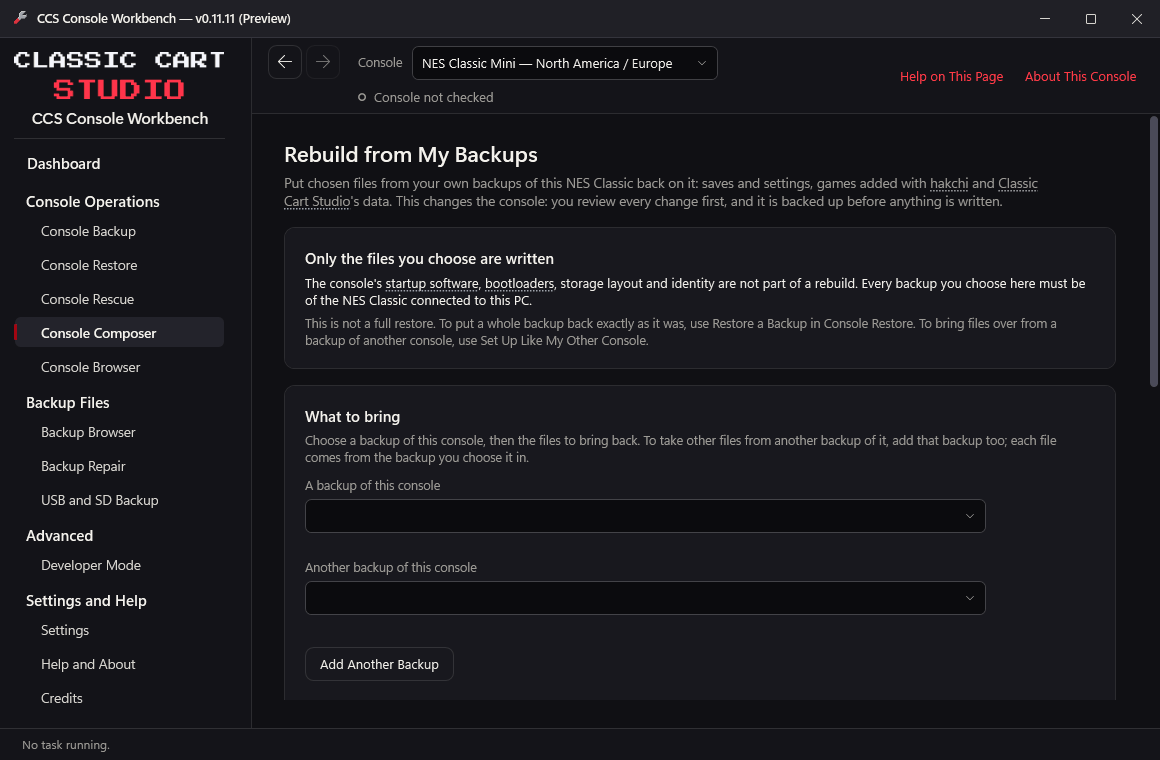 CCS Console Workbench — v0.11.11 (Preview)
CLASSIC CART
STUDIO
CCS Console Workbench
Dashboard
Console Operations
Console Backup
Console Restore
Console Rescue
Console Composer
Console Browser
Backup Files
Backup Browser
Backup Repair
USB and SD Backup
Advanced
Developer Mode
Settings and Help
Settings
Help and About
Credits
Console
NES Classic Mini — North America / Europe
Console not checked
Help on This Page
About This Console
Rebuild from My Backups
Put chosen files from your own backups of this NES Classic back on it: saves and settings, games added with hakchi and Classic
Cart Studio's data. This changes the console: you review every change first, and it is backed up before anything is written.
Only the files you choose are written
The console's startup software, bootloaders, storage layout and identity are not part of a rebuild. Every backup you choose here must be
of the NES Classic connected to this PC.
This is not a full restore. To put a whole backup back exactly as it was, use Restore a Backup in Console Restore. To bring files over from a
backup of another console, use Set Up Like My Other Console.
What to bring
Choose a backup of this console, then the files to bring back. To take other files from another backup of it, add that backup too; each file
comes from the backup you choose it in.
A backup of this console
Another backup of this console
Add Another Backup
No task running.